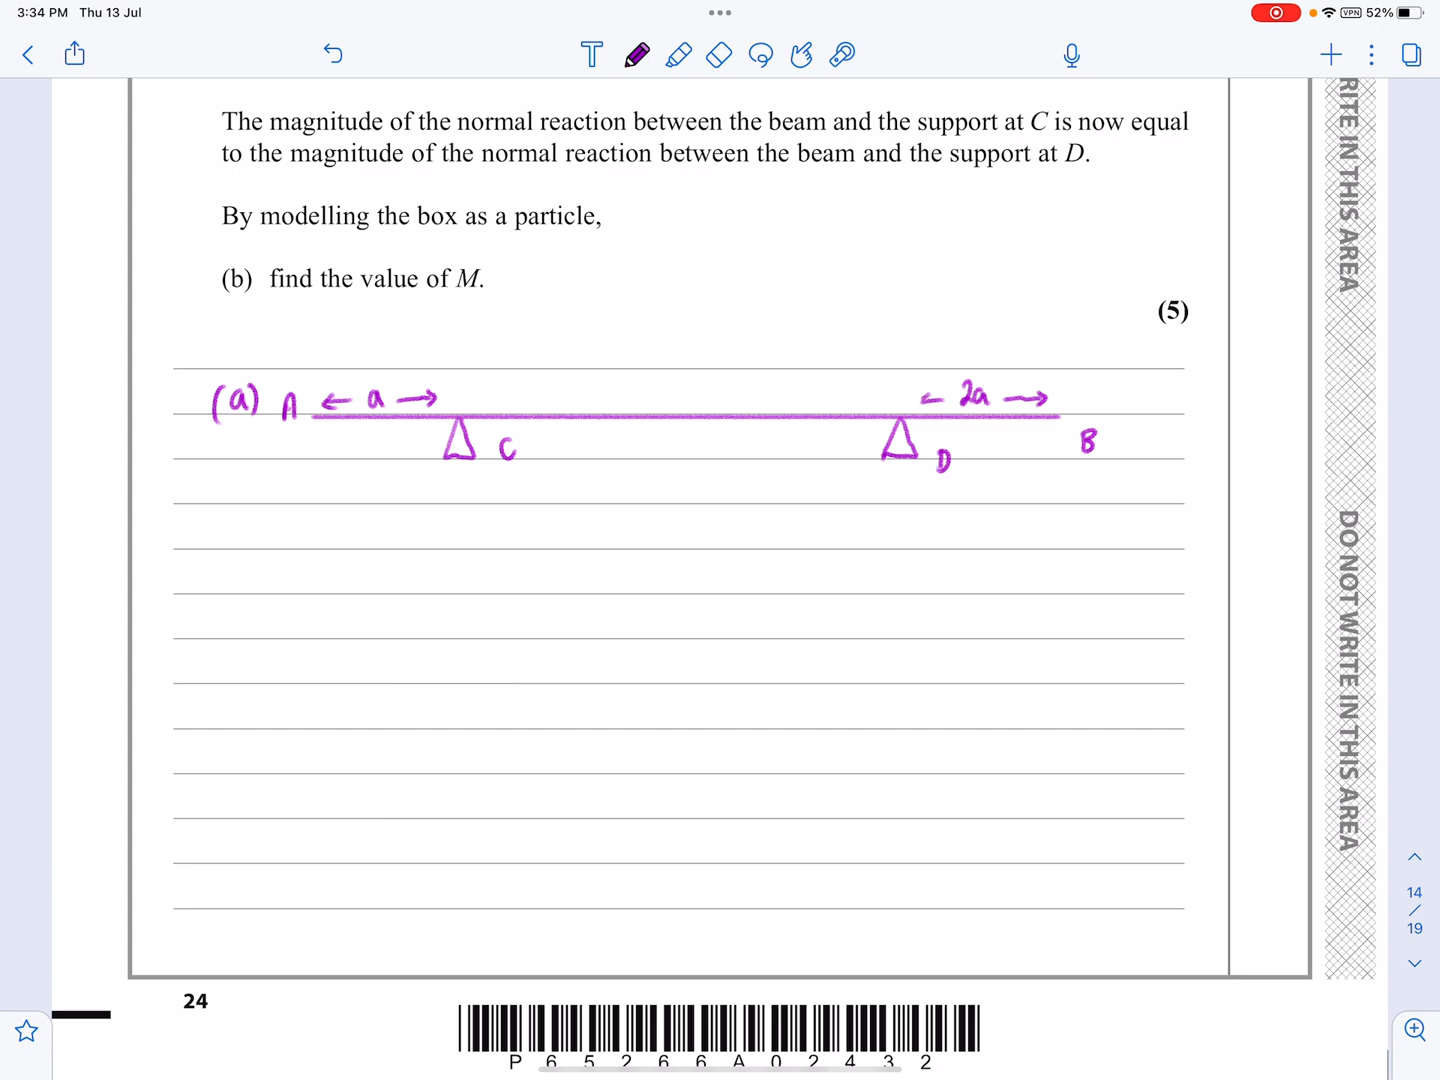 3:34 PM Thu 13 Jul
VPN 52%
T
The magnitude of the normal reaction between the beam and the support at C is now equal
to the magnitude of the normal reaction between the beam and the support at D.
By modelling the box as a particle,
(b) find the value of M.
(5)
(a) A ← a → ← 2a →
C D B
24
P 6 5 2 6 6 A 0 2 4 3 2
RITE IN THIS AREA
DO NOT WRITE IN THIS AREA
14
/
19